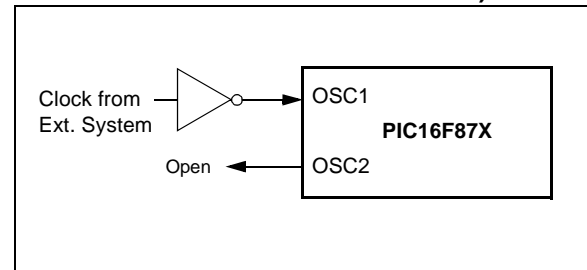 Clock from
Ext. System
OSC1
PIC16F87X
Open
OSC2